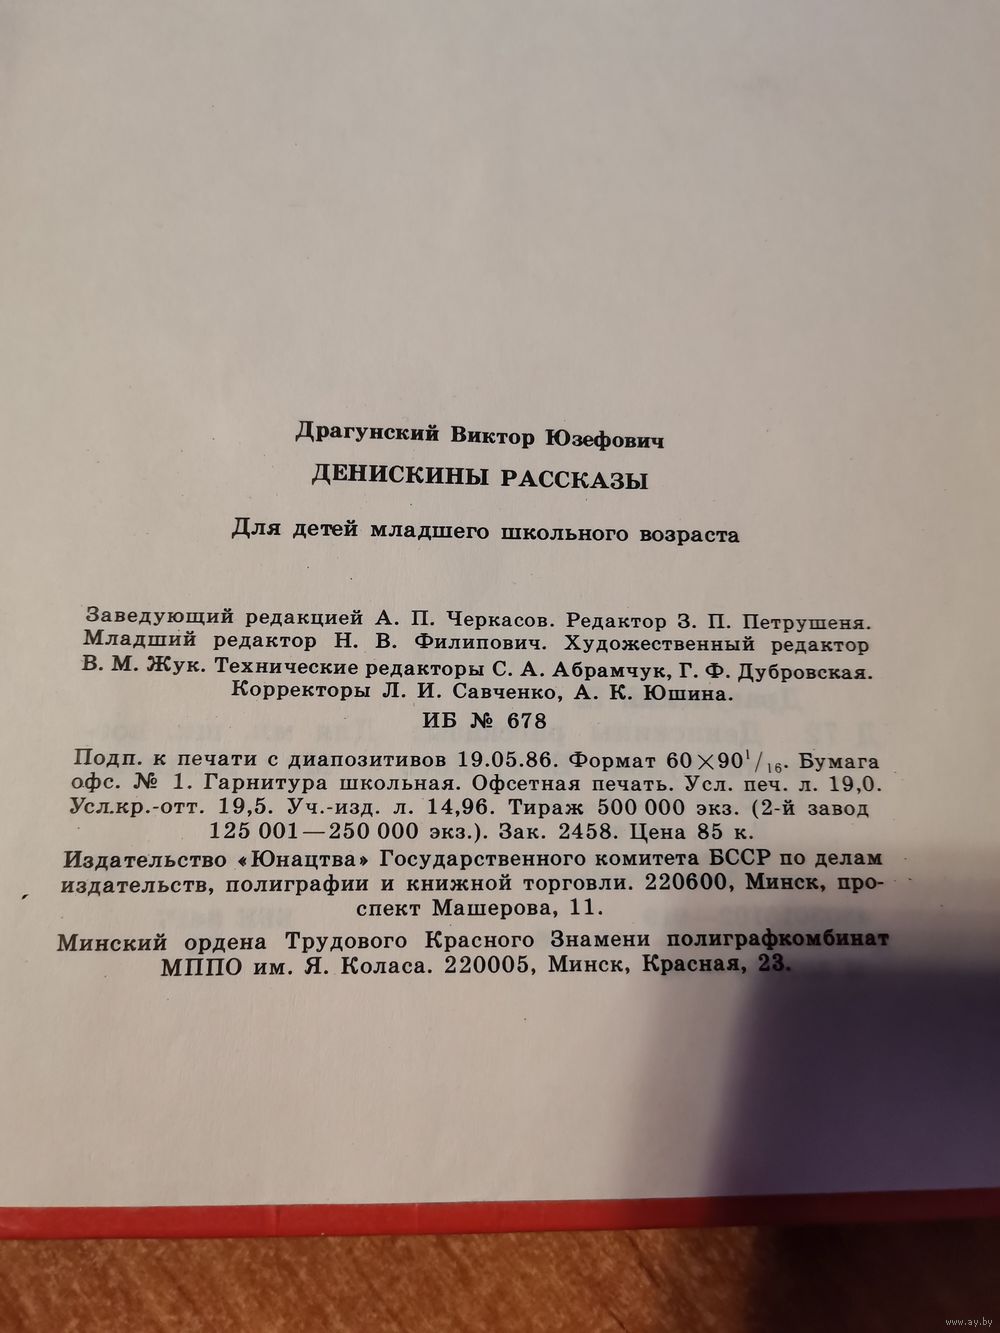 Драгунский Виктор Юзефович
ДЕНИСКИНЫ РАССКАЗЫ
Для детей младшего школьного возраста
Заведующий редакцией А. П. Черкасов. Редактор З. П. Петрушеня.
Младший редактор Н. В. Филипович. Художественный редактор
В. М. Жук. Технические редакторы С. А. Абрамчук, Г. Ф. Дубровская.
Корректоры Л. И. Савченко, А. К. Юшина.
ИБ № 678
Подп. к печати с диапозитивов 19.05.86. Формат 60×90¹/₁₆. Бумага
офс. № 1. Гарнитура школьная. Офсетная печать. Усл. печ. л. 19,0.
Усл.кр.-отт. 19,5. Уч.-изд. л. 14,96. Тираж 500 000 экз. (2-й завод
125 001—250 000 экз.). Зак. 2458. Цена 85 к.
Издательство «Юнацтва» Государственного комитета БССР по делам
издательств, полиграфии и книжной торговли. 220600, Минск, про-
спект Машерова, 11.
Минский ордена Трудового Красного Знамени полиграфкомбинат
МППО им. Я. Коласа. 220005, Минск, Красная, 23.
www.ay.by